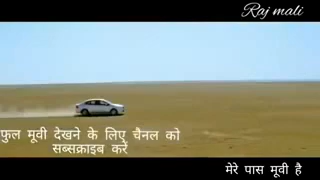 Raj mali
फुल मूवी देखने के लिए चैनल को
सब्सक्राइब करें
मेरे पास मूवी है